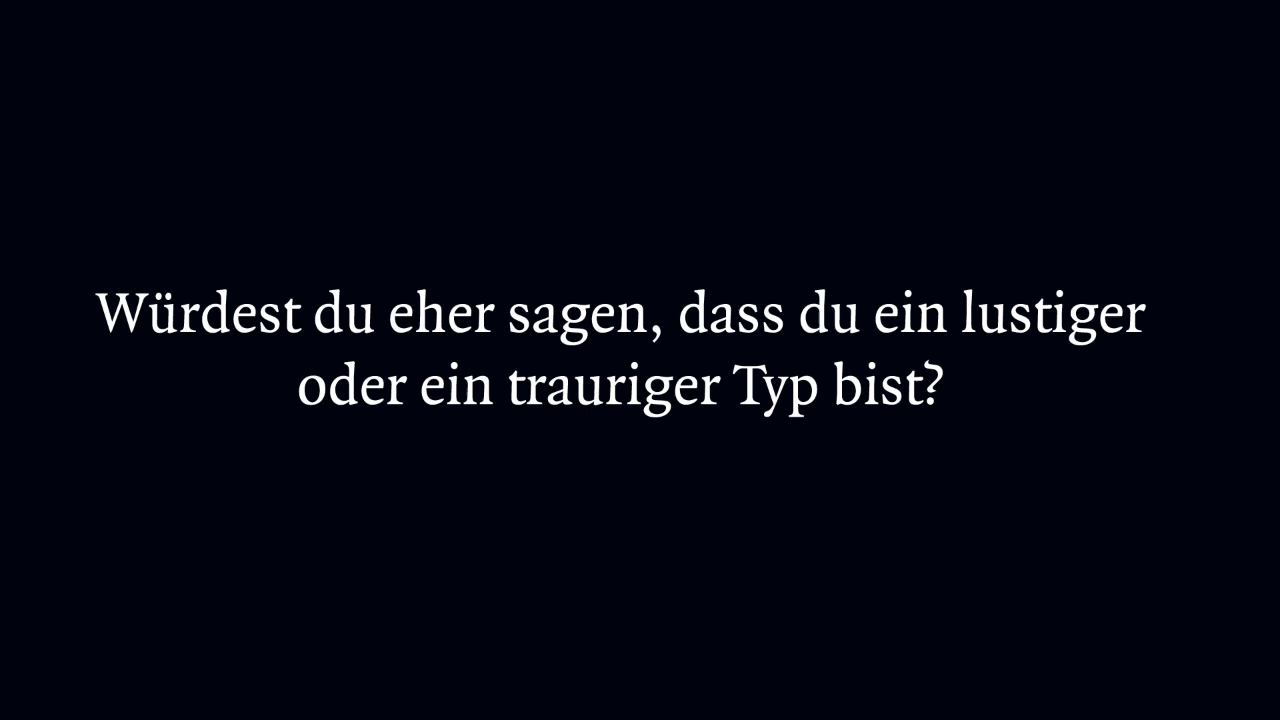 Würdest du eher sagen, dass du ein lustiger
oder ein trauriger Typ bist?